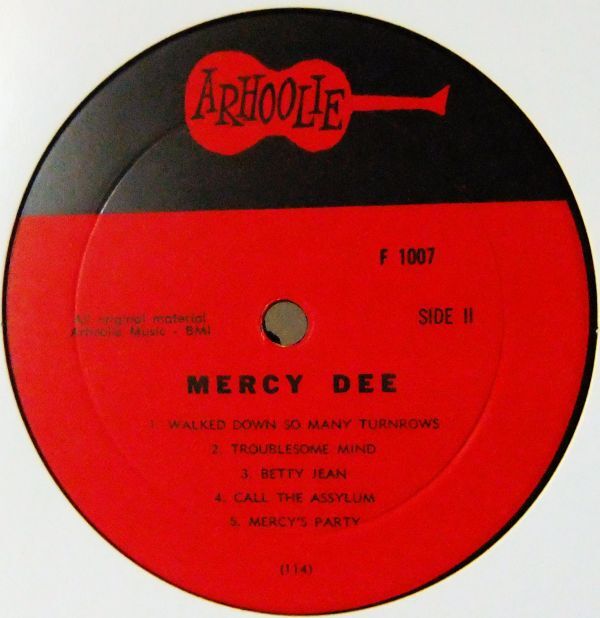 ARHOOLIE
F 1007
All original material
Arhoolie Music - BMI
SIDE II
MERCY DEE
1. WALKED DOWN SO MANY TURNROWS
2. TROUBLESOME MIND
3. BETTY JEAN
4. CALL THE ASSYLUM
5. MERCY'S PARTY
(114)